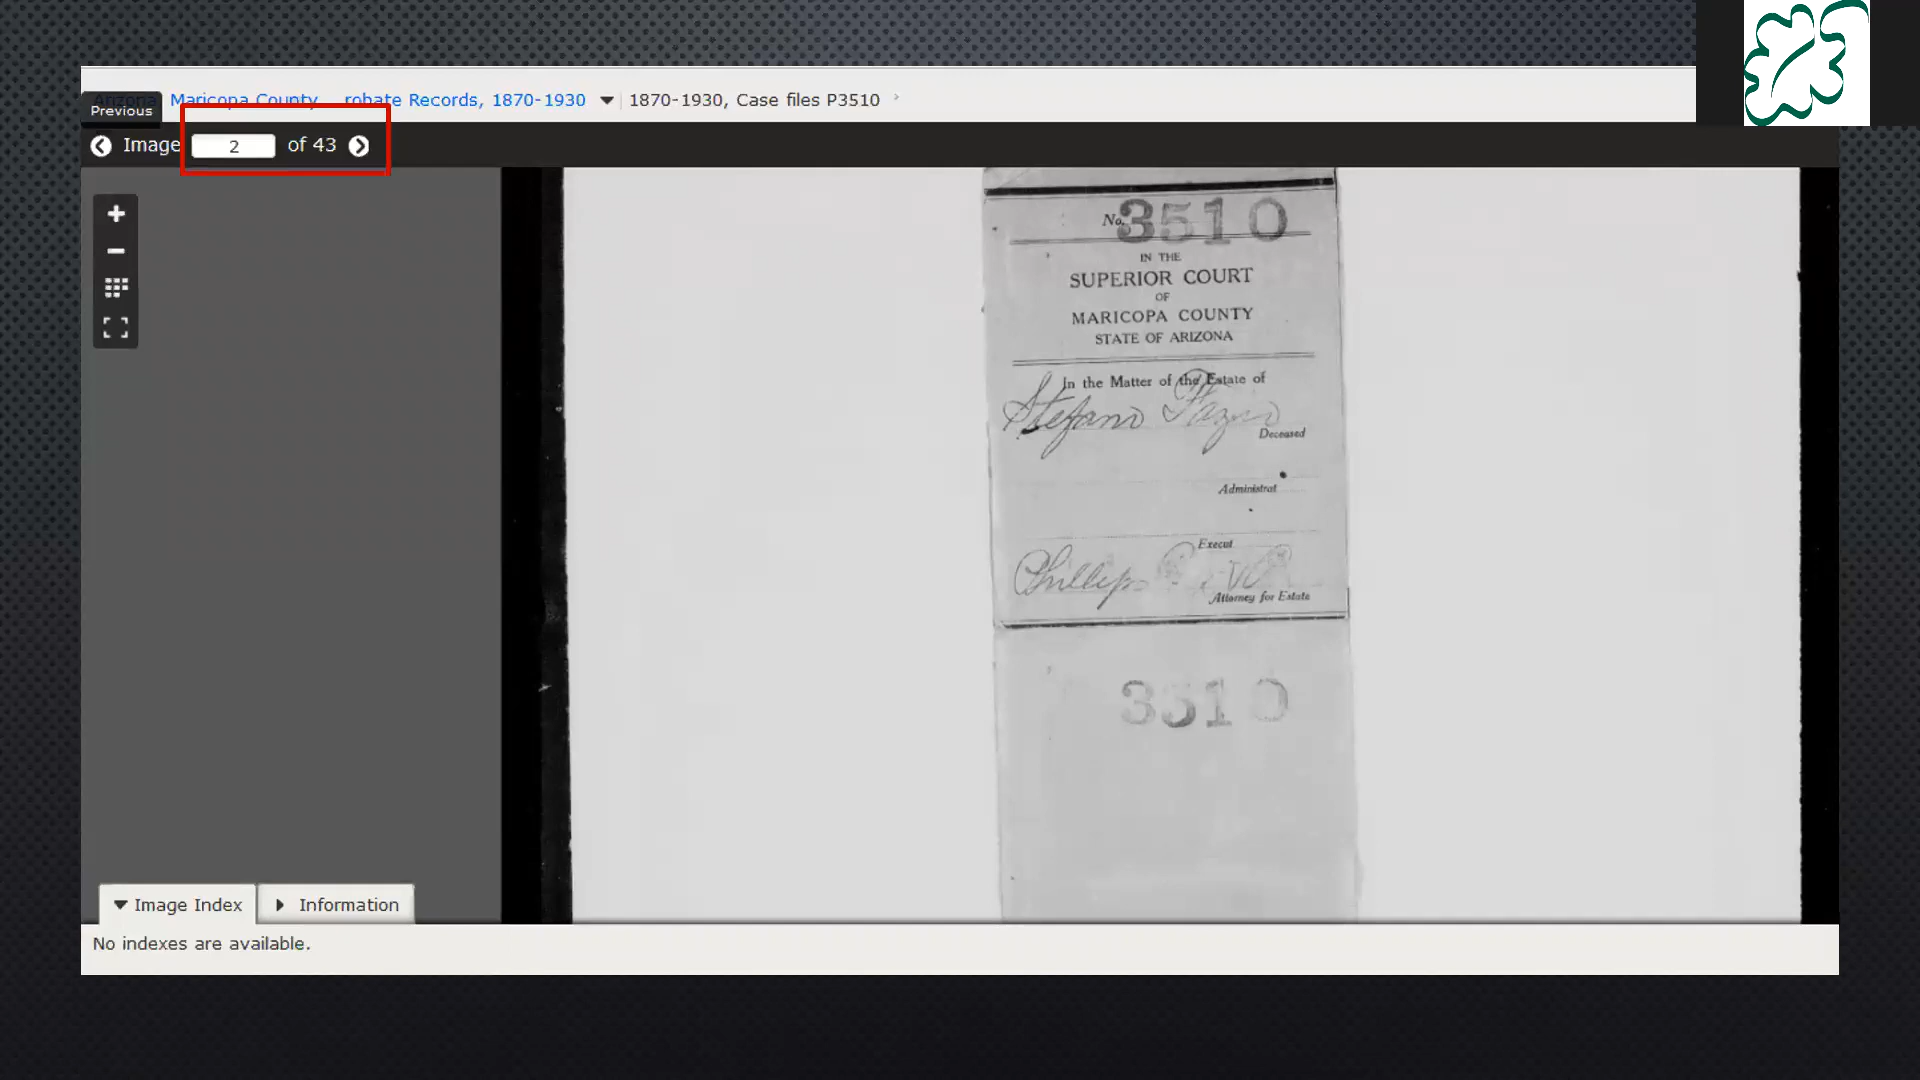 Arizona, Maricopa County, robate Records, 1870-1930 1870-1930, Case files P3510
Previous
Image 2 of 43
No. 3510
IN THE
SUPERIOR COURT
OF
MARICOPA COUNTY
STATE OF ARIZONA
In the Matter of the Estate of
Stefano Fazio
Deceased
Administrat
Execut
Phillips
Attorney for Estate
3510
Image Index Information
No indexes are available.